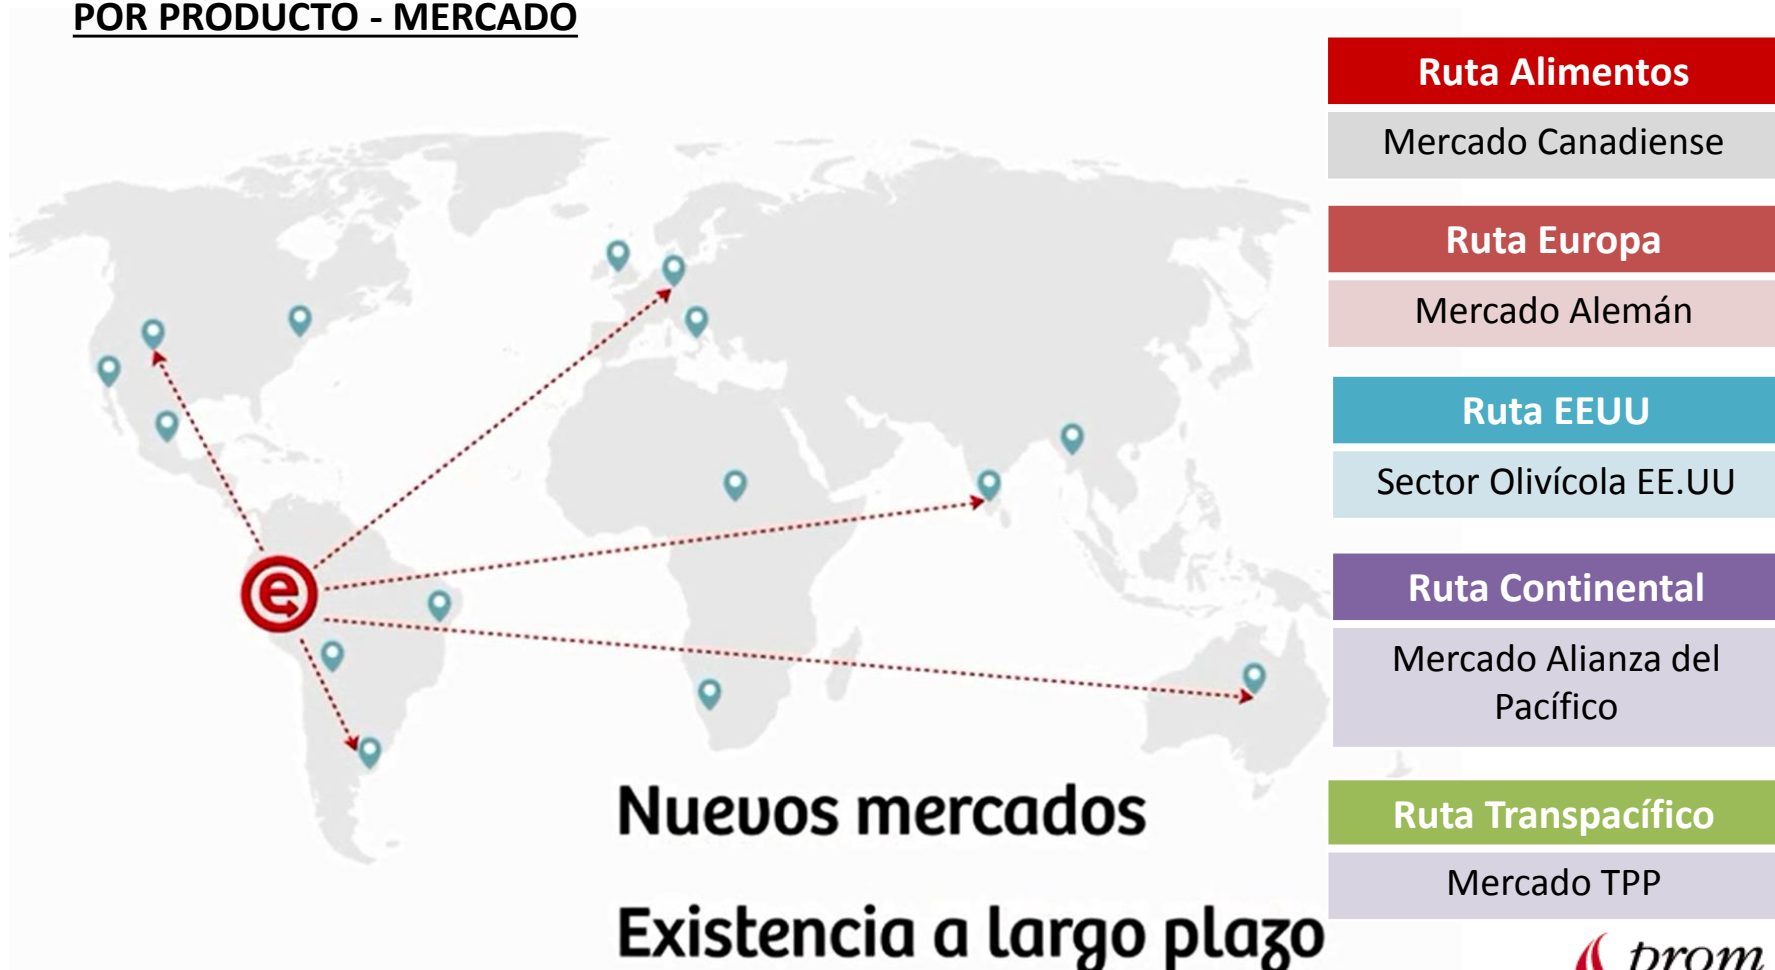 POR PRODUCTO - MERCADO
Ruta Alimentos
Mercado Canadiense
Ruta Europa
Mercado Alemán
Ruta EEUU
Sector Olivícola EE.UU
Ruta Continental
Mercado Alianza del
Pacífico
Ruta Transpacífico
Mercado TPP
e
Nuevos mercados
Existencia a largo plazo
prom